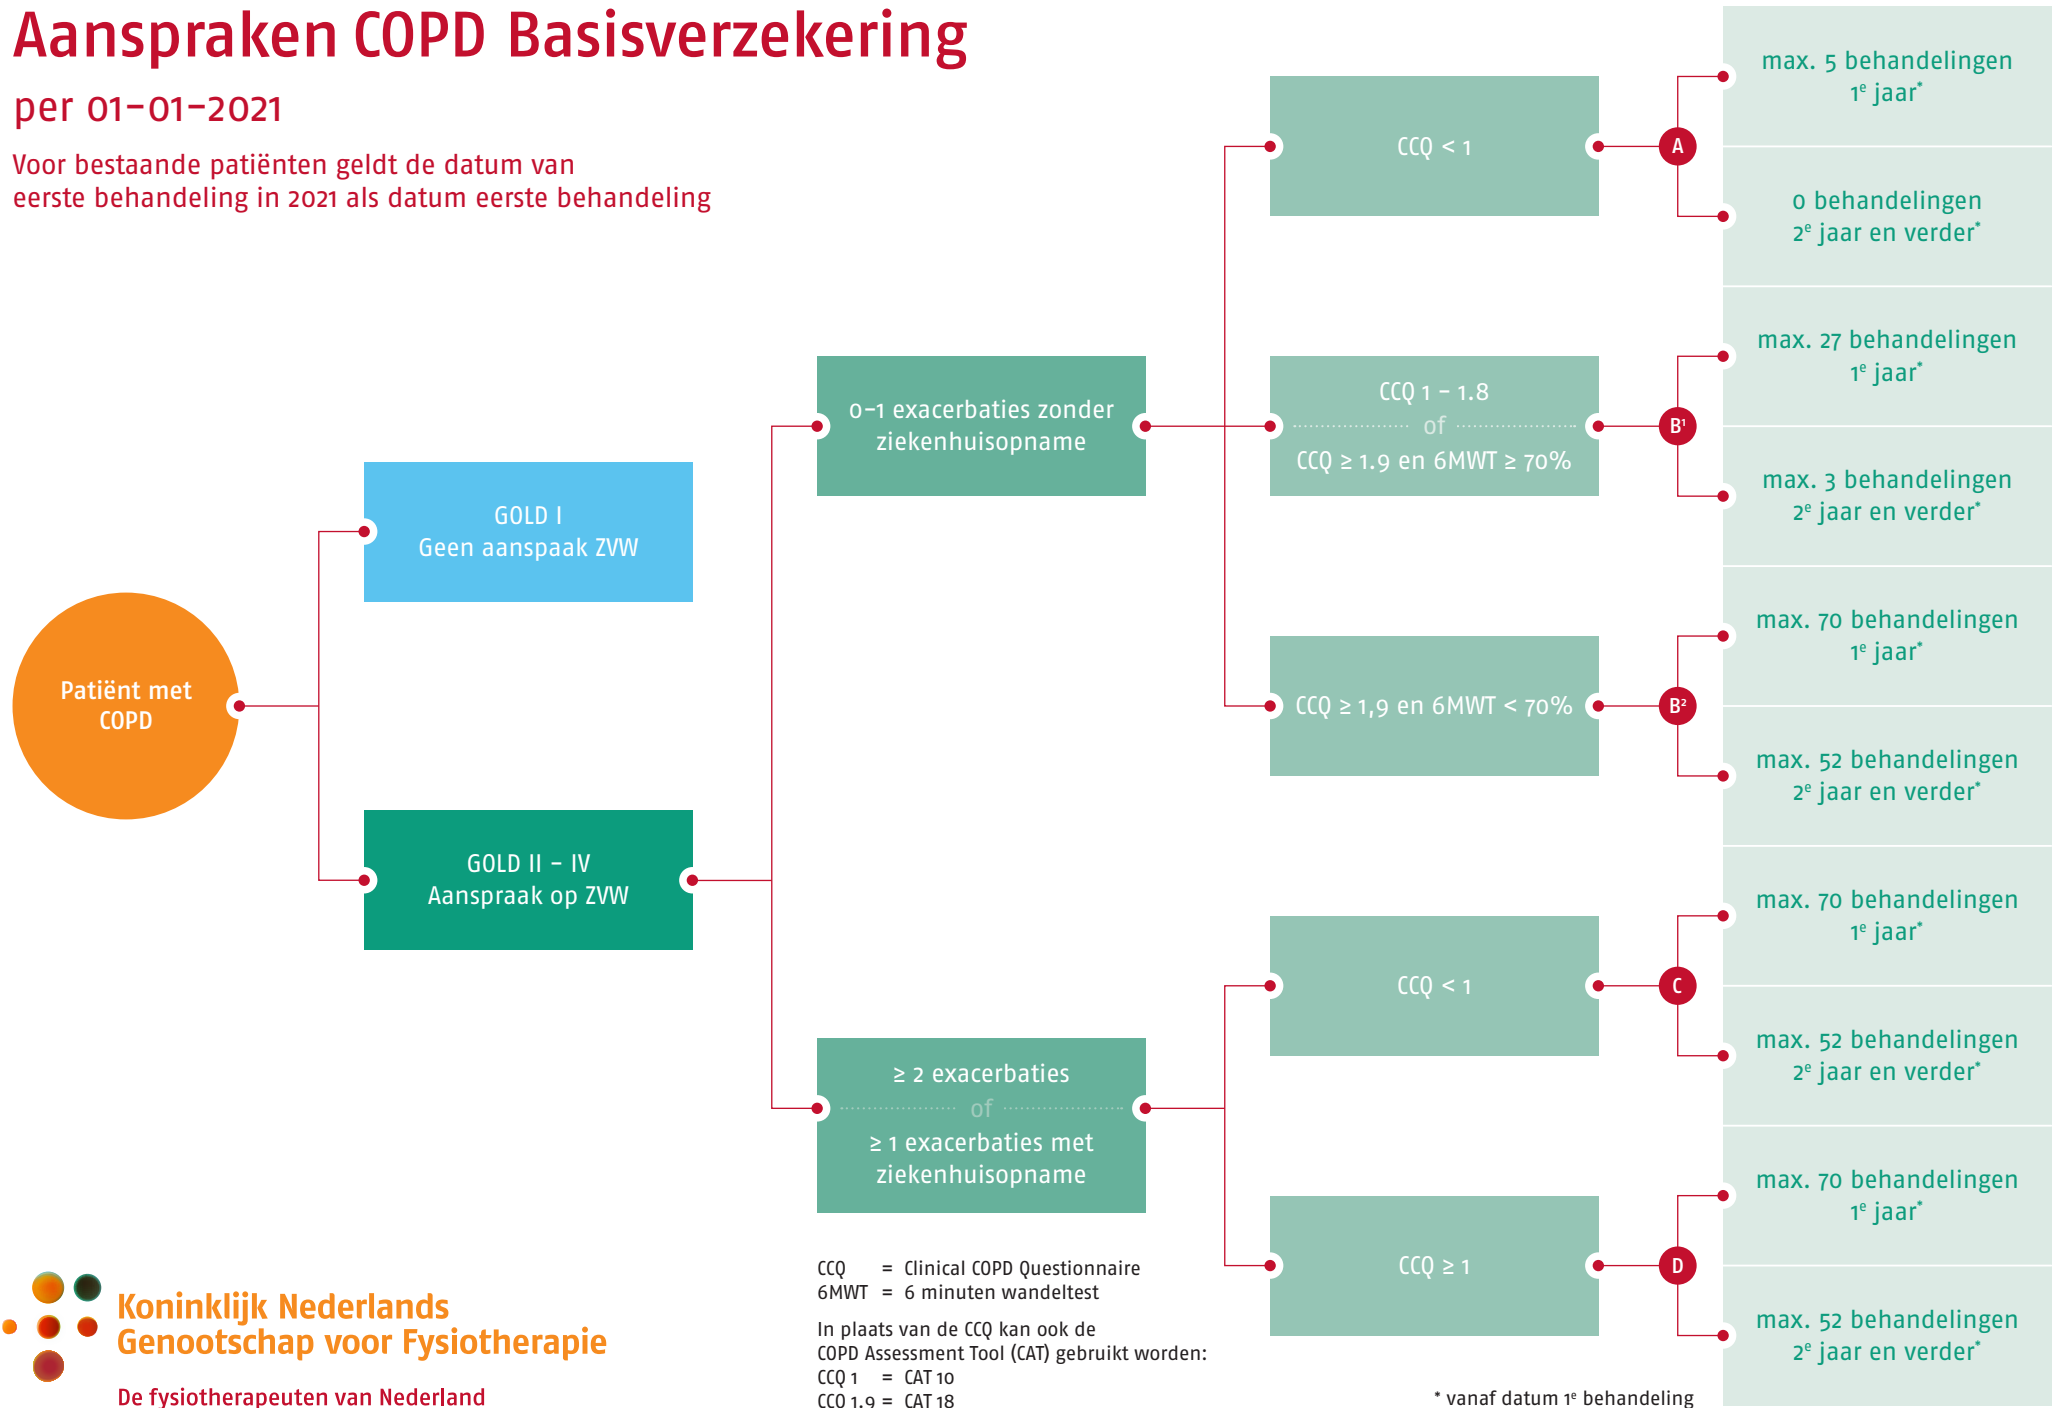 Aanspraken COPD Basisverzekering
per 01-01-2021
Voor bestaande patiënten geldt de datum van
eerste behandeling in 2021 als datum eerste behandeling
Patiënt met
COPD
GOLD I
Geen aanspaak ZVW
GOLD II - IV
Aanspraak op ZVW
0-1 exacerbaties zonder
ziekenhuisopname
≥ 2 exacerbaties
of
≥ 1 exacerbaties met
ziekenhuisopname
CCQ < 1
A
max. 5 behandelingen
1e jaar*
0 behandelingen
2e jaar en verder*
CCQ 1 - 1.8
of
CCQ ≥ 1.9 en 6MWT ≥ 70%
B¹
max. 27 behandelingen
1e jaar*
max. 3 behandelingen
2e jaar en verder*
CCQ ≥ 1,9 en 6MWT < 70%
B²
max. 70 behandelingen
1e jaar*
max. 52 behandelingen
2e jaar en verder*
CCQ < 1
C
max. 70 behandelingen
1e jaar*
max. 52 behandelingen
2e jaar en verder*
CCQ ≥ 1
D
max. 70 behandelingen
1e jaar*
max. 52 behandelingen
2e jaar en verder*
CCQ = Clinical COPD Questionnaire
6MWT = 6 minuten wandeltest
In plaats van de CCQ kan ook de
COPD Assessment Tool (CAT) gebruikt worden:
CCQ 1 = CAT 10
CCQ 1.9 = CAT 18
* vanaf datum 1e behandeling
Koninklijk Nederlands
Genootschap voor Fysiotherapie
De fysiotherapeuten van Nederland